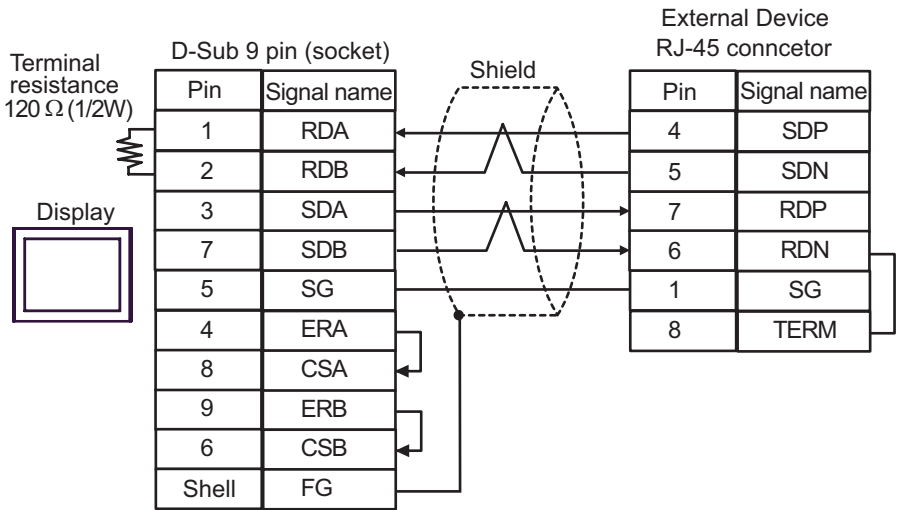 External Device
RJ-45 conncetor
D-Sub 9 pin (socket)
Terminal
resistance
120 Ω (1/2W)
Shield
Display
Pin Signal name
1 RDA
2 RDB
3 SDA
7 SDB
5 SG
4 ERA
8 CSA
9 ERB
6 CSB
Shell FG
Pin Signal name
4 SDP
5 SDN
7 RDP
6 RDN
1 SG
8 TERM